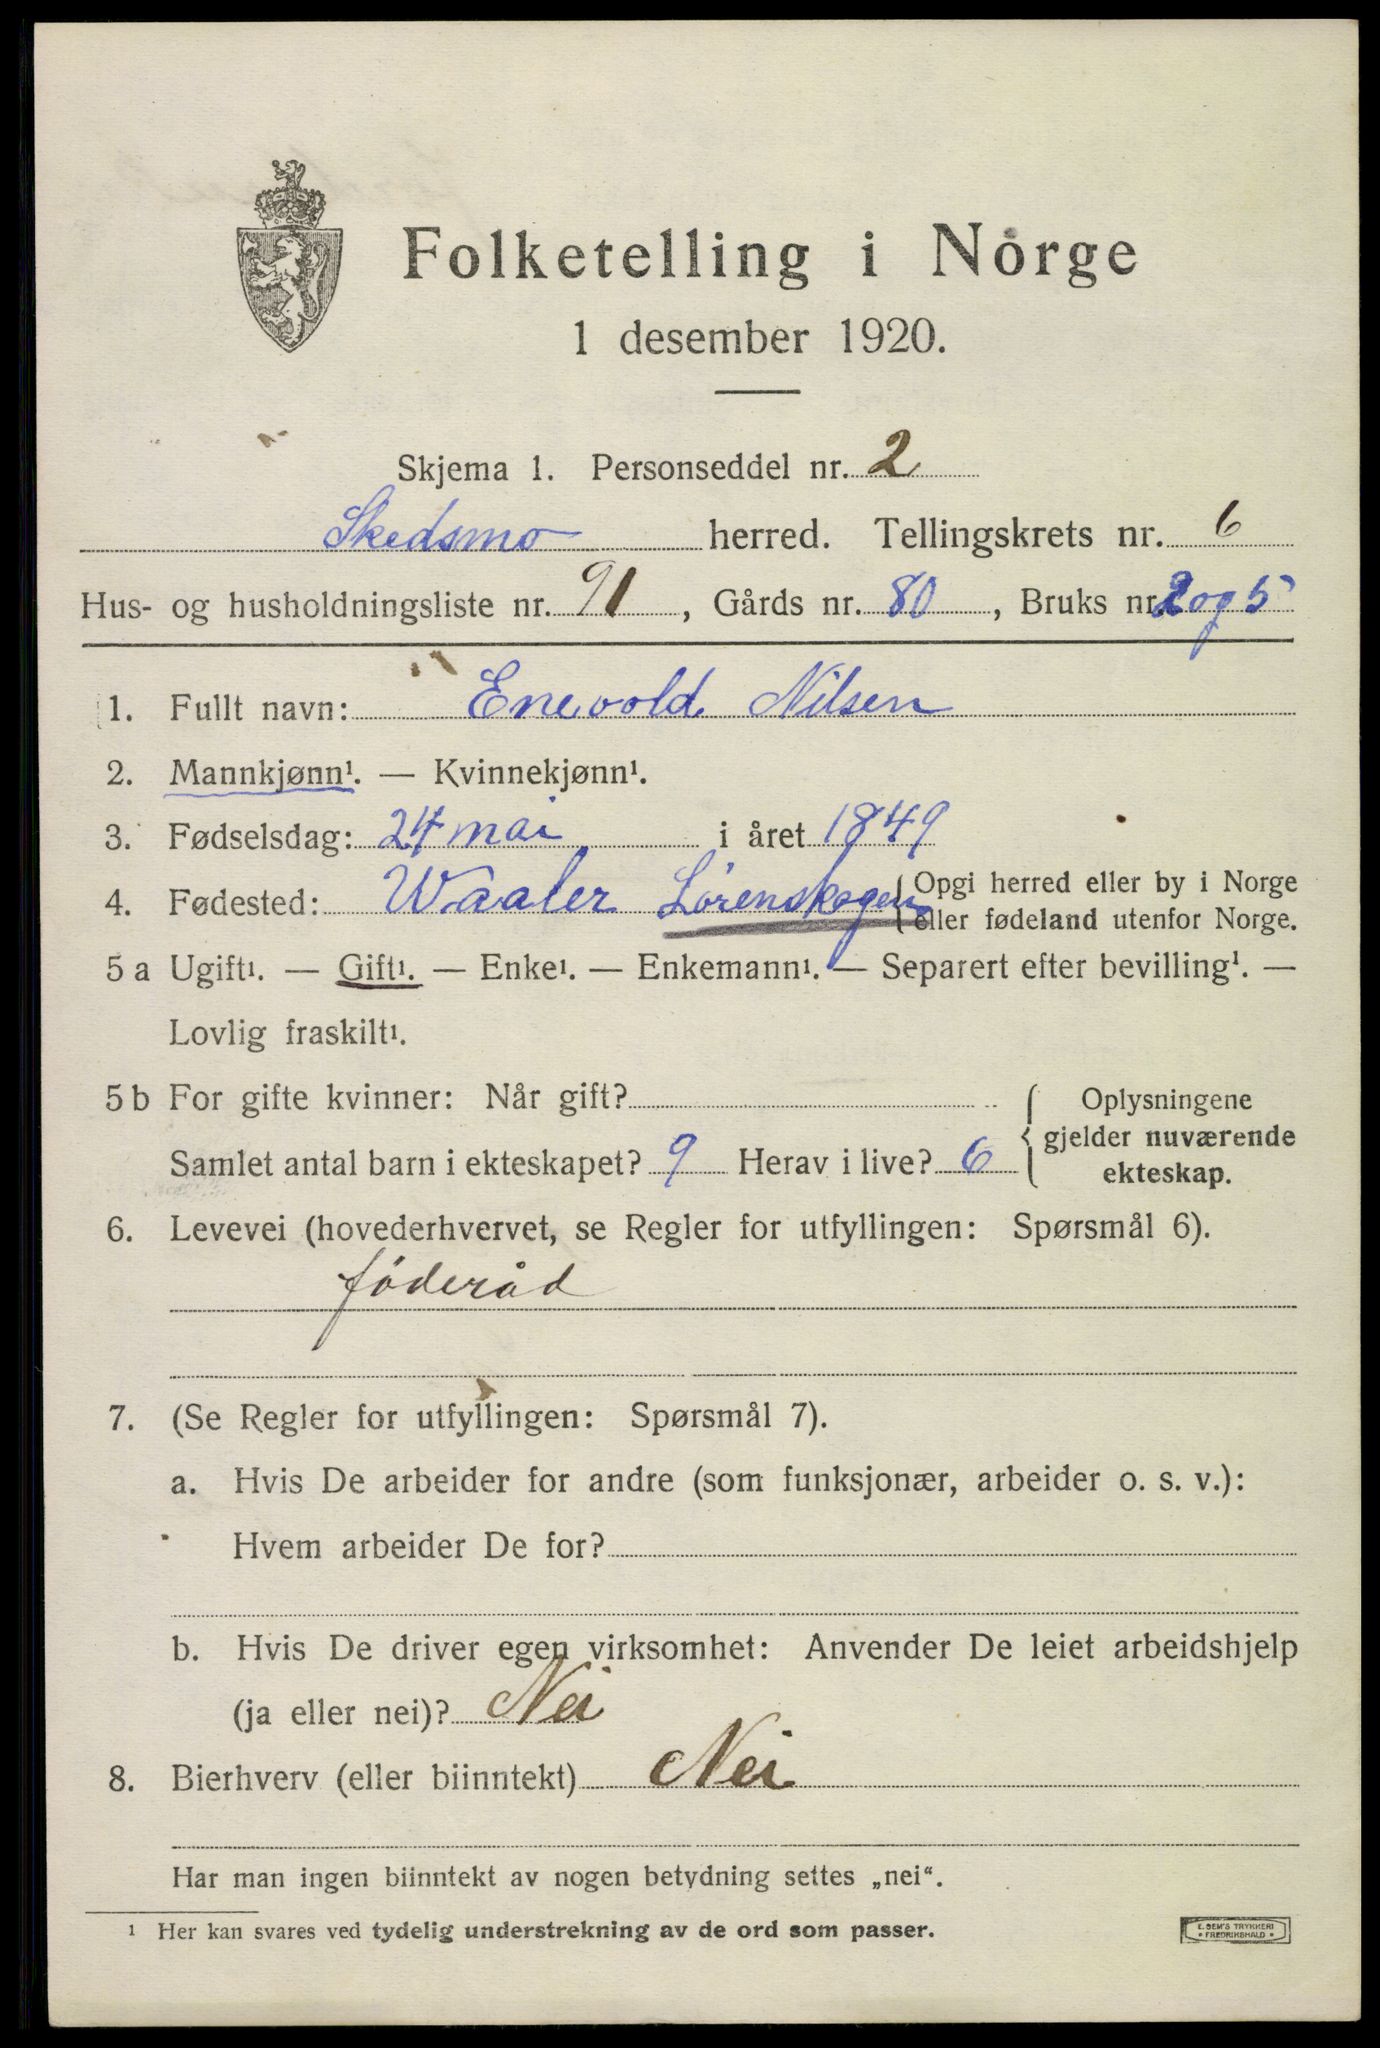 Folketelling i Norge
1 desember 1920.
Skjema 1. Personseddel nr. 2
Skedsmo herred. Tellingskrets nr. 6
Hus- og husholdningsliste nr. 91, Gårds nr. 80, Bruks nr. 2 og 5
1. Fullt navn: Enevold Nilsen
2. Mannkjønn¹. — Kvinnekjønn¹.
3. Fødselsdag: 24 mai i året 1849
4. Fødested: Waaler Lørenskogen { Opgi herred eller by i Norge
eller fødeland utenfor Norge.
5 a Ugift¹. — Gift¹. — Enke¹. — Enkemann¹. — Separert efter bevilling¹. —
Lovlig fraskilt¹.
5 b For gifte kvinner: Når gift?
Samlet antal barn i ekteskapet? 9 Herav i live? 6
Oplysningene
gjelder nuværende
ekteskap.
6. Levevei (hovederhvervet, se Regler for utfyllingen: Spørsmål 6).
føderåd
7. (Se Regler for utfyllingen: Spørsmål 7).
a. Hvis De arbeider for andre (som funksjonær, arbeider o. s. v.):
Hvem arbeider De for?
b. Hvis De driver egen virksomhet: Anvender De leiet arbeidshjelp
(ja eller nei)? Nei
8. Bierhverv (eller biinntekt) Nei
Har man ingen biinntekt av nogen betydning settes „nei“.
¹ Her kan svares ved tydelig understrekning av de ord som passer.
E. SEM'S TRYKKERI
• FREDRIKSHALD •